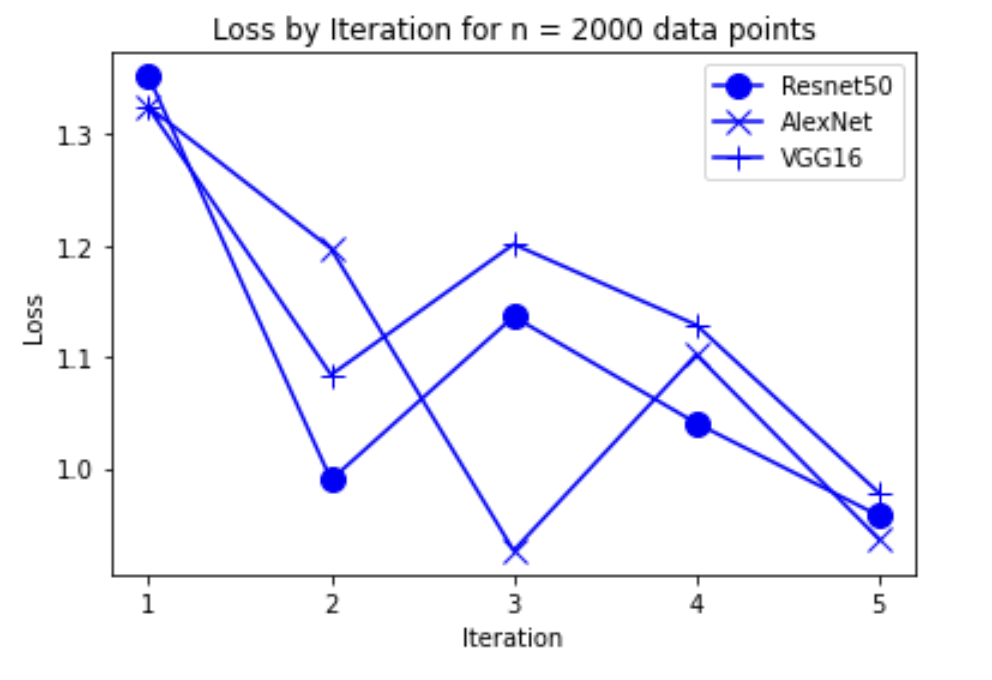 Loss by Iteration for n = 2000 data points
Resnet50
AlexNet
VGG16
1.3
1.2
1.1
1.0
Loss
1 2 3 4 5
Iteration